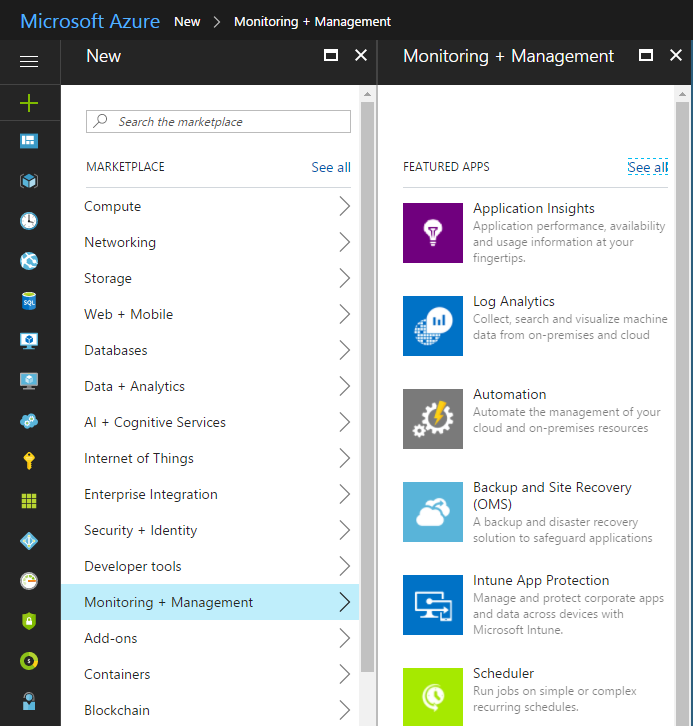 Microsoft Azure New > Monitoring + Management
New
Search the marketplace
MARKETPLACE See all
Compute
Networking
Storage
Web + Mobile
Databases
Data + Analytics
AI + Cognitive Services
Internet of Things
Enterprise Integration
Security + Identity
Developer tools
Monitoring + Management
Add-ons
Containers
Blockchain
Monitoring + Management
FEATURED APPS See all
Application Insights
Application performance, availability
and usage information at your
fingertips.
Log Analytics
Collect, search and visualize machine
data from on-premises and cloud
Automation
Automate the management of your
cloud and on-premises resources
Backup and Site Recovery
(OMS)
A backup and disaster recovery
solution to safeguard applications
Intune App Protection
Manage and protect corporate apps
and data across devices with
Microsoft Intune.
Scheduler
Run jobs on simple or complex
recurring schedules.
SQL